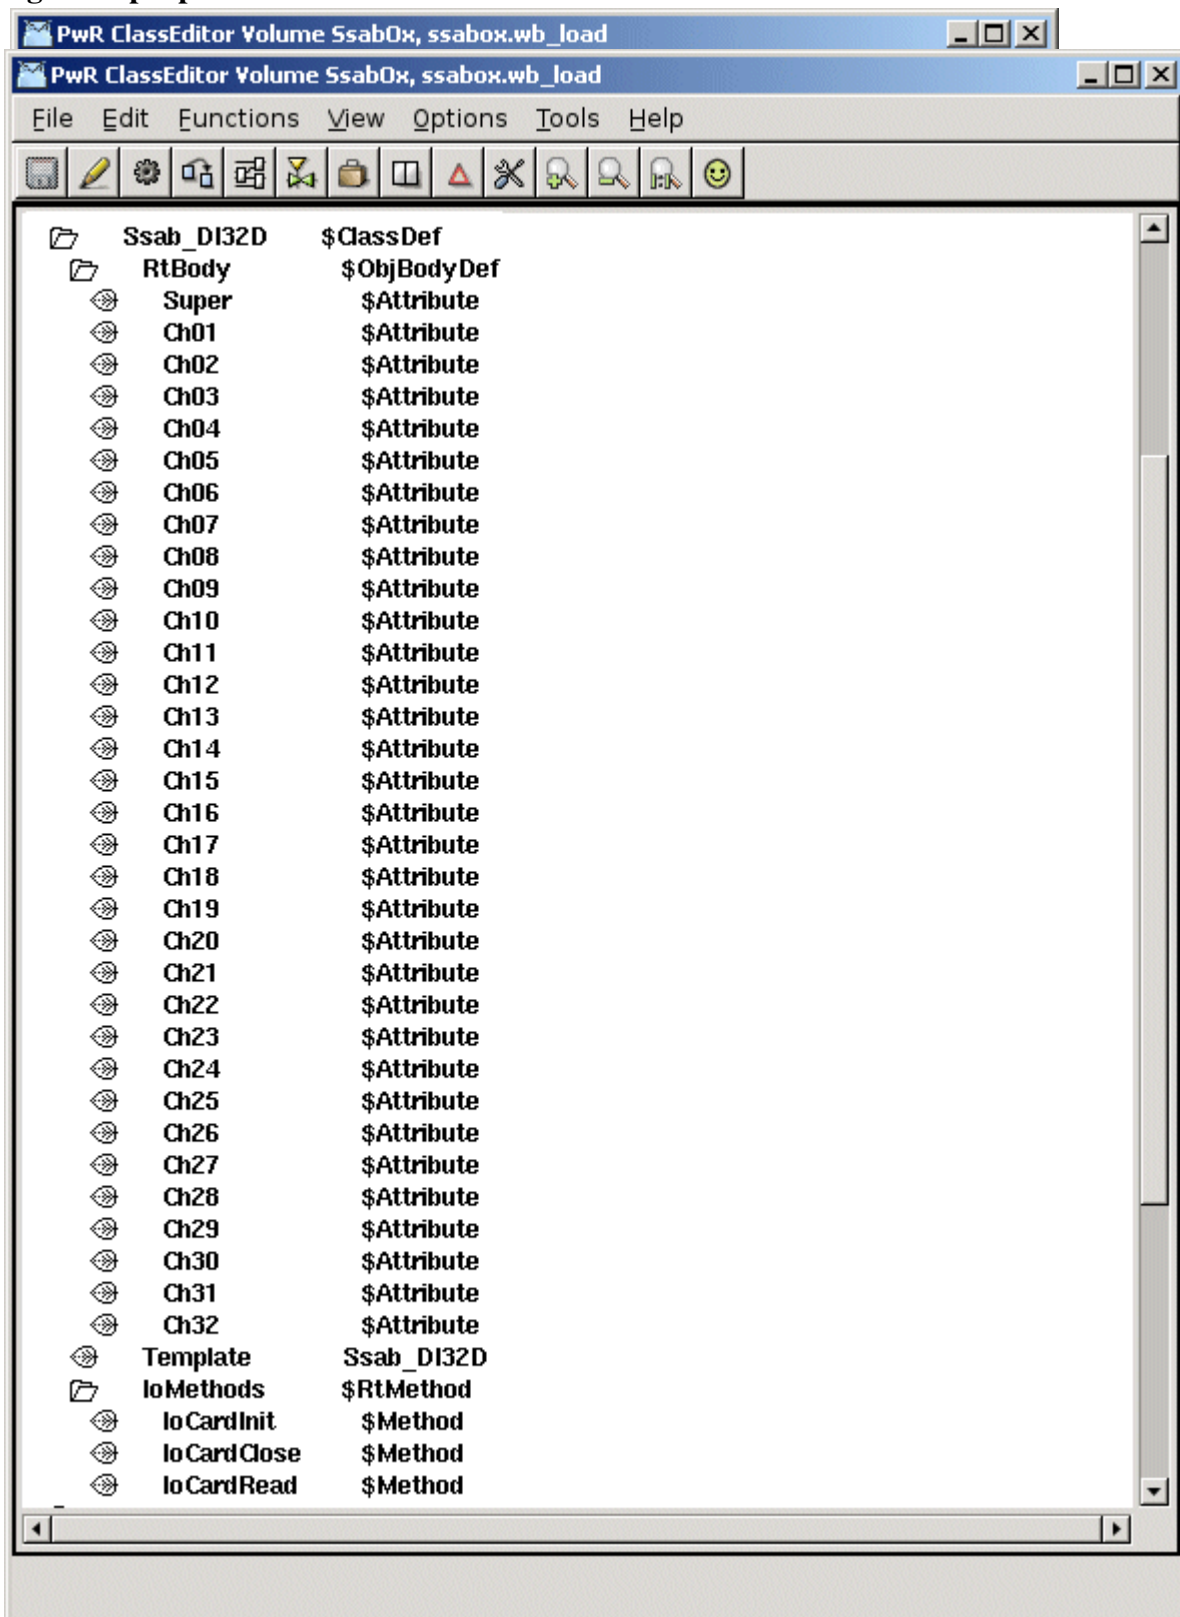 PwR ClassEditor Volume SsabOx, ssabox.wb_load
PwR ClassEditor Volume SsabOx, ssabox.wb_load
File Edit Functions View Options Tools Help
Ssab_DI32D $ClassDef
RtBody $ObjBodyDef
Super $Attribute
Ch01 $Attribute
Ch02 $Attribute
Ch03 $Attribute
Ch04 $Attribute
Ch05 $Attribute
Ch06 $Attribute
Ch07 $Attribute
Ch08 $Attribute
Ch09 $Attribute
Ch10 $Attribute
Ch11 $Attribute
Ch12 $Attribute
Ch13 $Attribute
Ch14 $Attribute
Ch15 $Attribute
Ch16 $Attribute
Ch17 $Attribute
Ch18 $Attribute
Ch19 $Attribute
Ch20 $Attribute
Ch21 $Attribute
Ch22 $Attribute
Ch23 $Attribute
Ch24 $Attribute
Ch25 $Attribute
Ch26 $Attribute
Ch27 $Attribute
Ch28 $Attribute
Ch29 $Attribute
Ch30 $Attribute
Ch31 $Attribute
Ch32 $Attribute
Template Ssab_DI32D
IoMethods $RtMethod
IoCardInit $Method
IoCardClose $Method
IoCardRead $Method